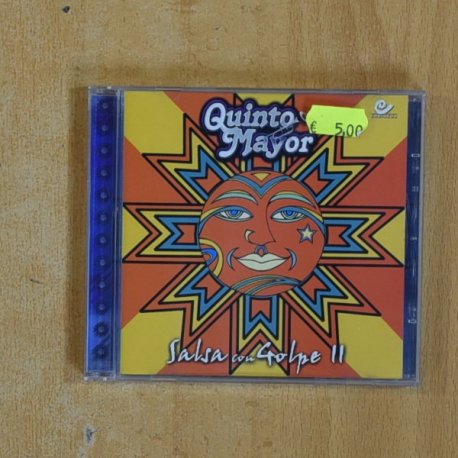 Quinto
Mayor
€ 5,00
Salsa con Golpe II